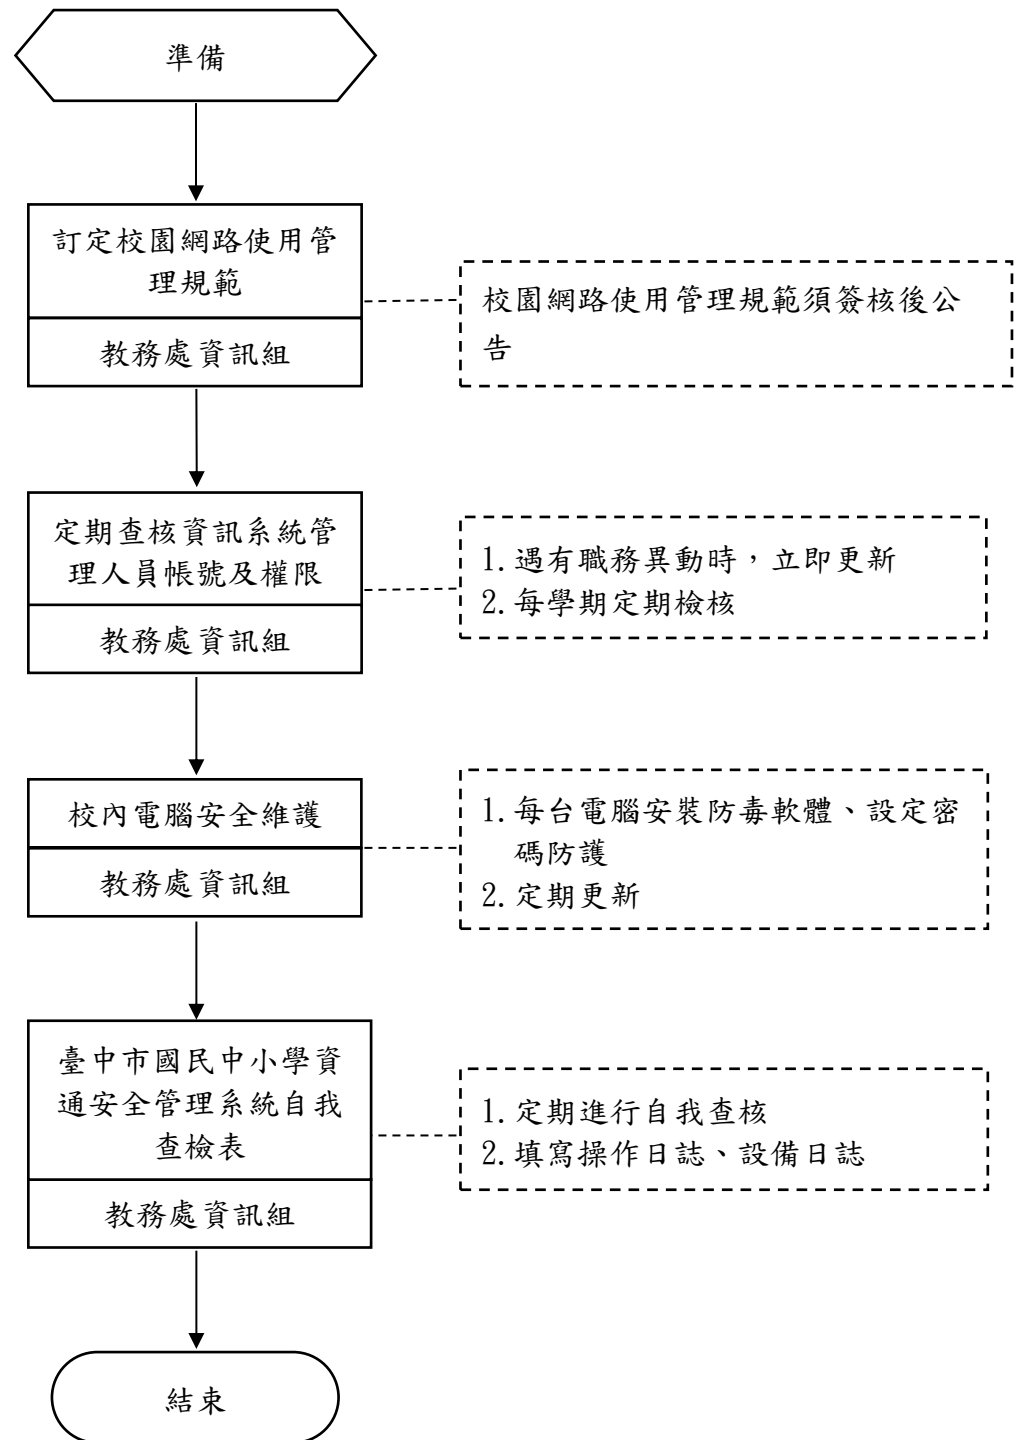 準備
訂定校園網路使用管
理規範
教務處資訊組
校園網路使用管理規範須簽核後公
告
定期查核資訊系統管
理人員帳號及權限
教務處資訊組
1.遇有職務異動時，立即更新
2.每學期定期檢核
校內電腦安全維護
教務處資訊組
1.每台電腦安裝防毒軟體、設定密
碼防護
2.定期更新
臺中市國民中小學資
通安全管理系統自我
查檢表
教務處資訊組
1.定期進行自我查核
2.填寫操作日誌、設備日誌
結束